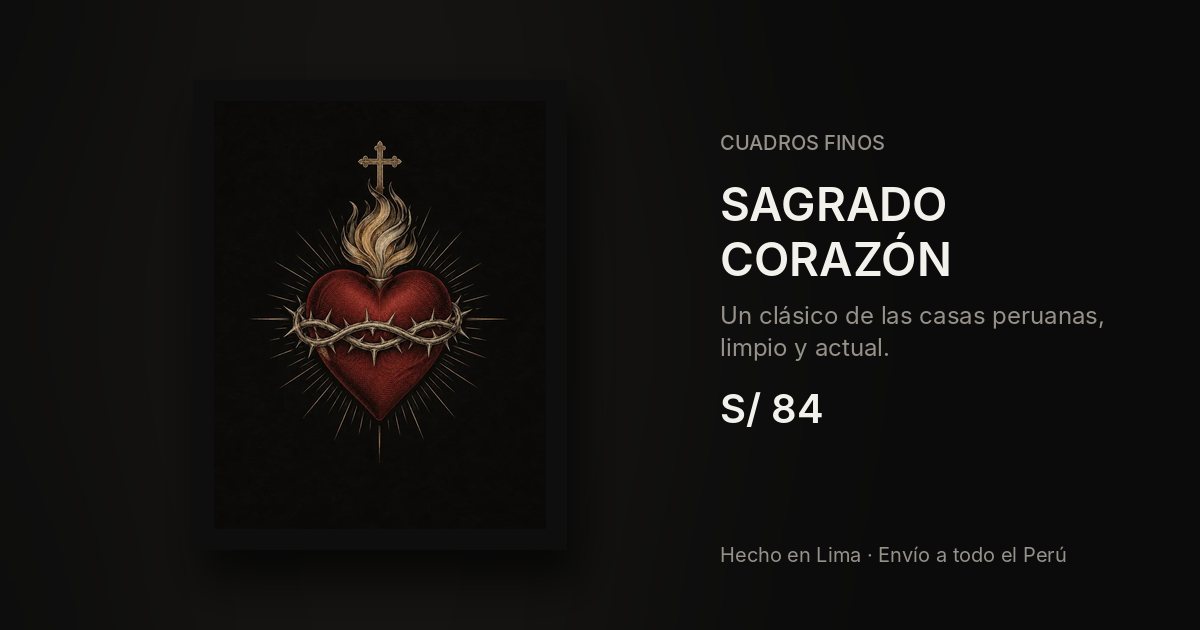 CUADROS FINOS
SAGRADO
CORAZÓN
Un clásico de las casas peruanas,
limpio y actual.
S/ 84
Hecho en Lima · Envío a todo el Perú